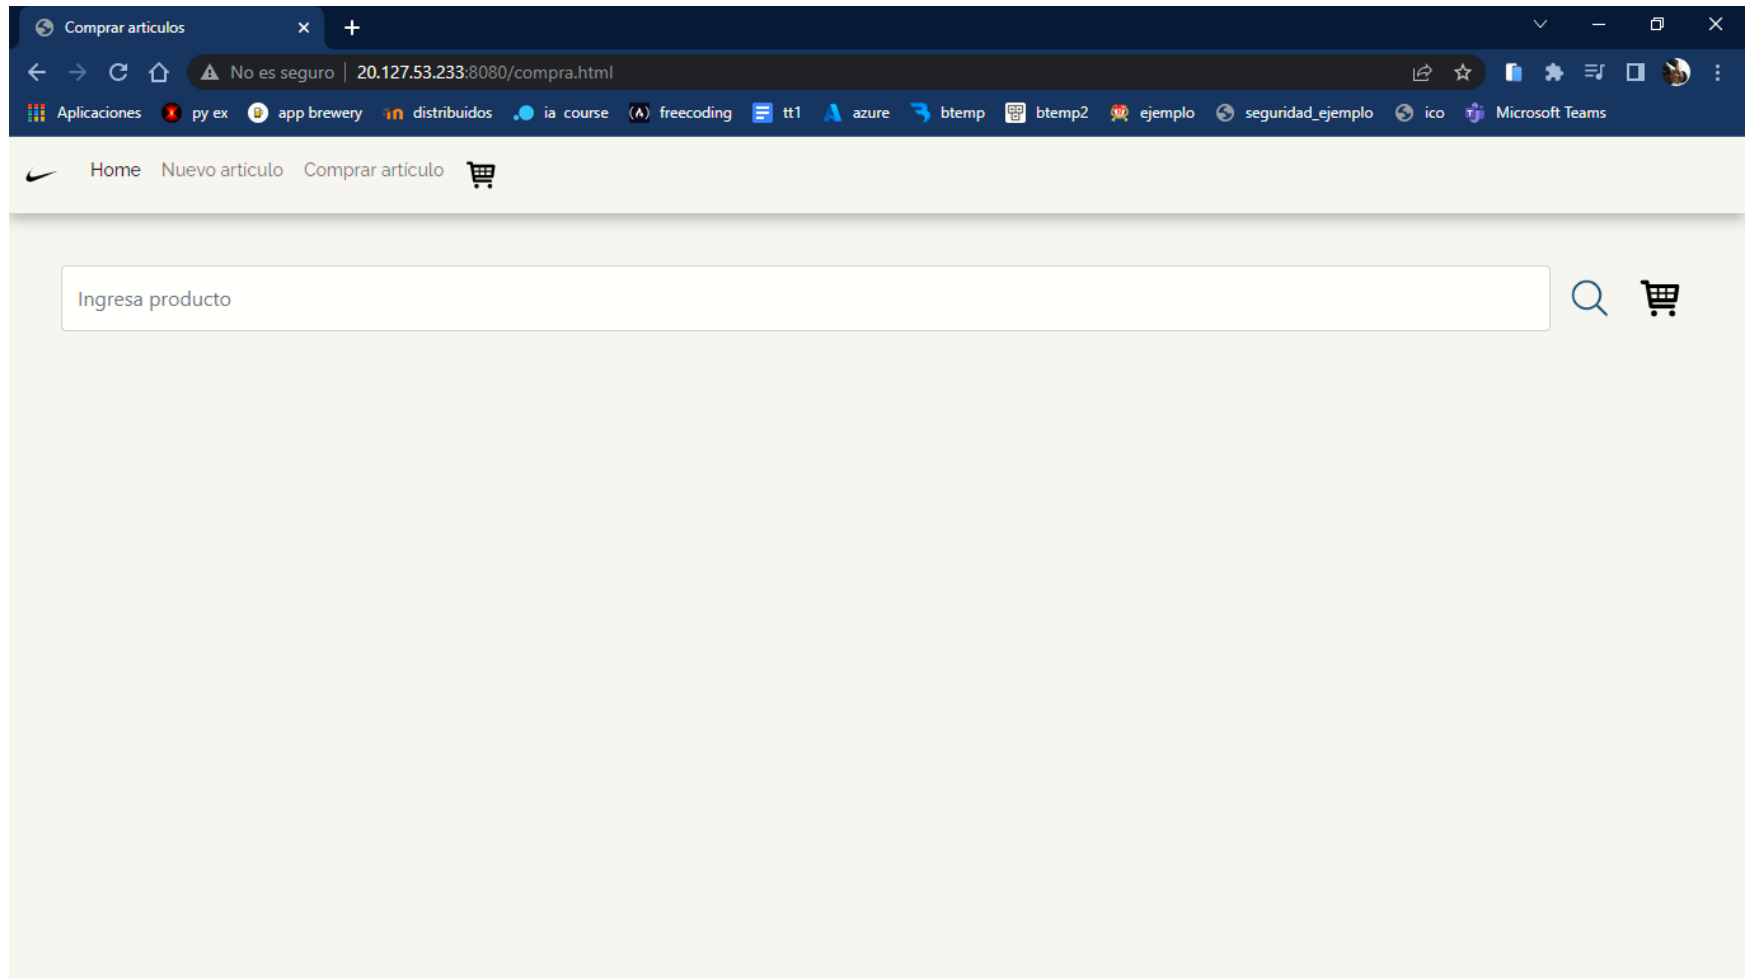 Comprar articulos
No es seguro | 20.127.53.233:8080/compra.html
Aplicaciones py ex app brewery distribuidos ia course freecoding tt1 azure btemp btemp2 ejemplo seguridad_ejemplo ico Microsoft Teams
Home Nuevo artículo Comprar artículo
Ingresa producto